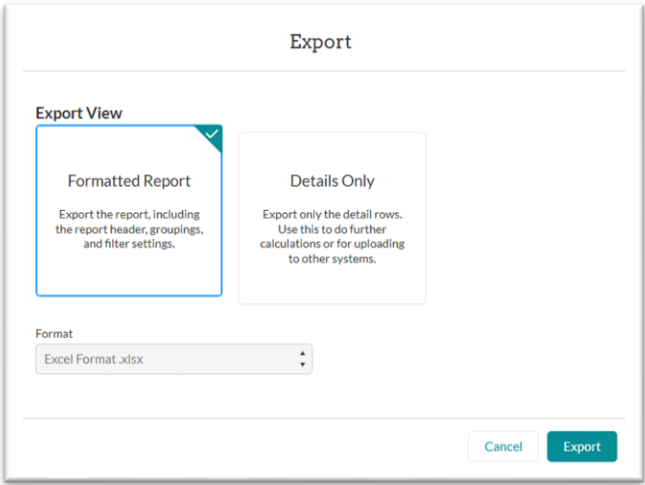 Export
Export View
Formatted Report
Export the report, including
the report header, groupings,
and filter settings.
Details Only
Export only the detail rows.
Use this to do further
calculations or for uploading
to other systems.
Format
Excel Format .xlsx
Cancel
Export